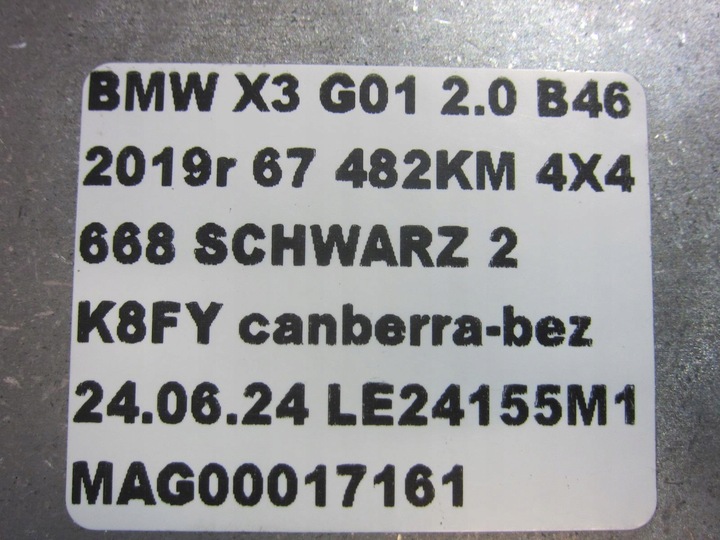 BMW X3 G01 2.0 B46
2019r 67 482KM 4X4
668 SCHWARZ 2
K8FY canberra-bez
24.06.24 LE24155M1
MAG00017161